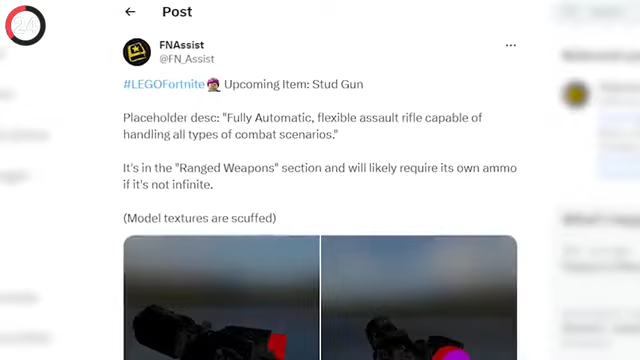 24
Post
FNAssist
@FN_Assist
#LEGOFortnite Upcoming Item: Stud Gun
Placeholder desc: "Fully Automatic, flexible assault rifle capable of
handling all types of combat scenarios."
It's in the "Ranged Weapons" section and will likely require its own ammo
if it's not infinite.
(Model textures are scuffed)